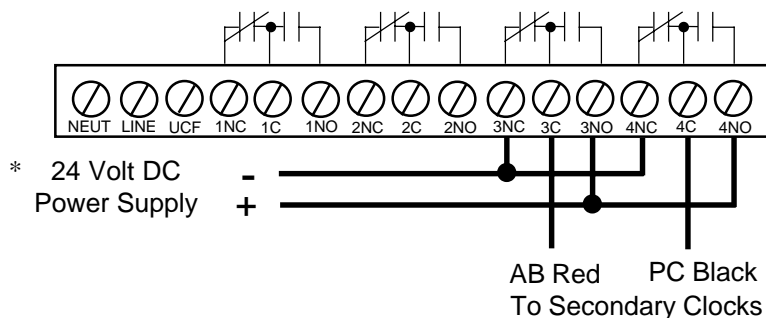 NEUT LINE UCF 1NC 1C 1NO 2NC 2C 2NO 3NC 3C 3NO 4NC 4C 4NO
* 24 Volt DC -
Power Supply +
AB Red PC Black
To Secondary Clocks